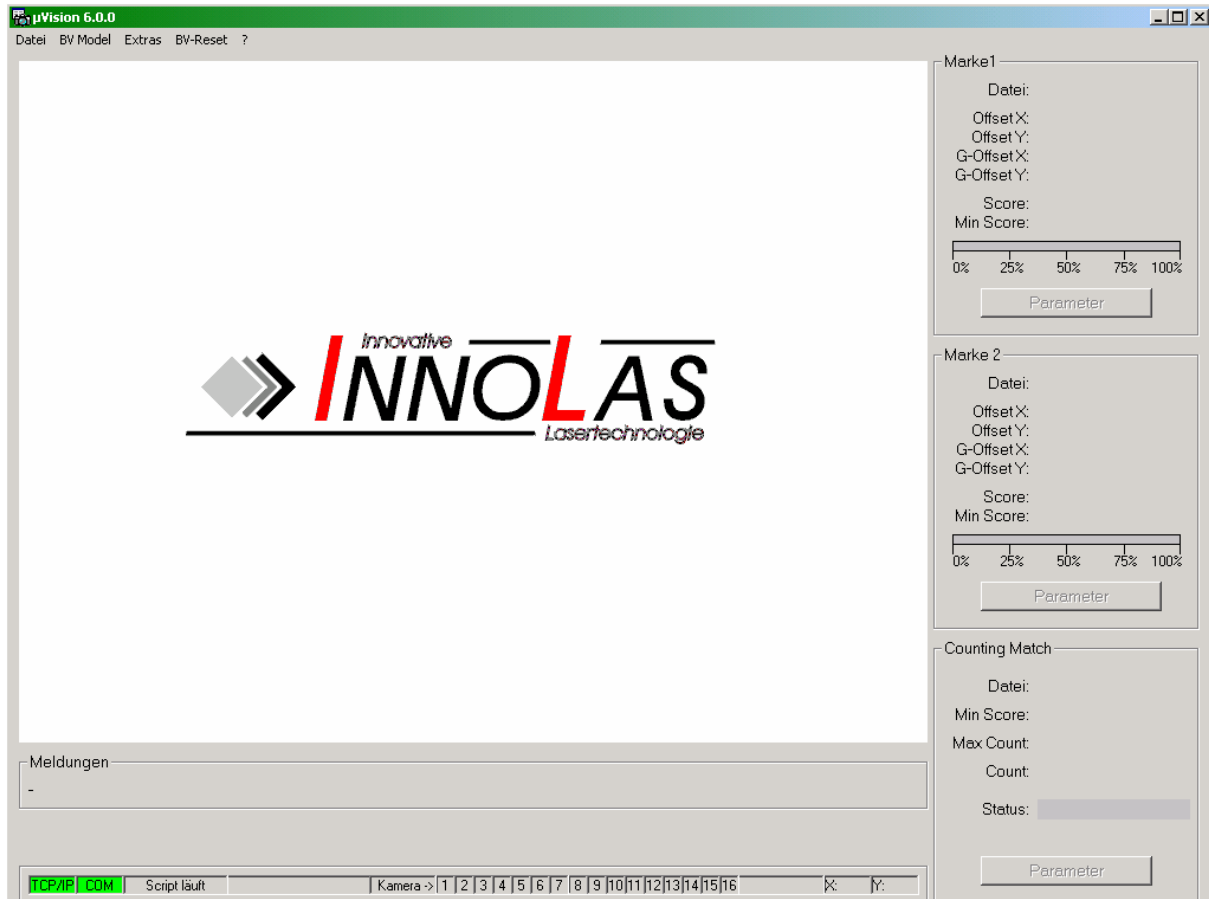 µVision 6.0.0
Datei BV Model Extras BV-Reset ?
Innovative
INNOLAS
Lasertechnologie
Marke1
Datei:
Offset X:
Offset Y:
G-Offset X:
G-Offset Y:
Score:
Min Score:
0% 25% 50% 75% 100%
Parameter
Marke 2
Datei:
Offset X:
Offset Y:
G-Offset X:
G-Offset Y:
Score:
Min Score:
0% 25% 50% 75% 100%
Parameter
Counting Match
Datei:
Min Score:
Max Count:
Count:
Status:
Parameter
Meldungen
-
TCP/IP COM Script läuft Kamera -> 1 2 3 4 5 6 7 8 9 10 11 12 13 14 15 16 X: Y: